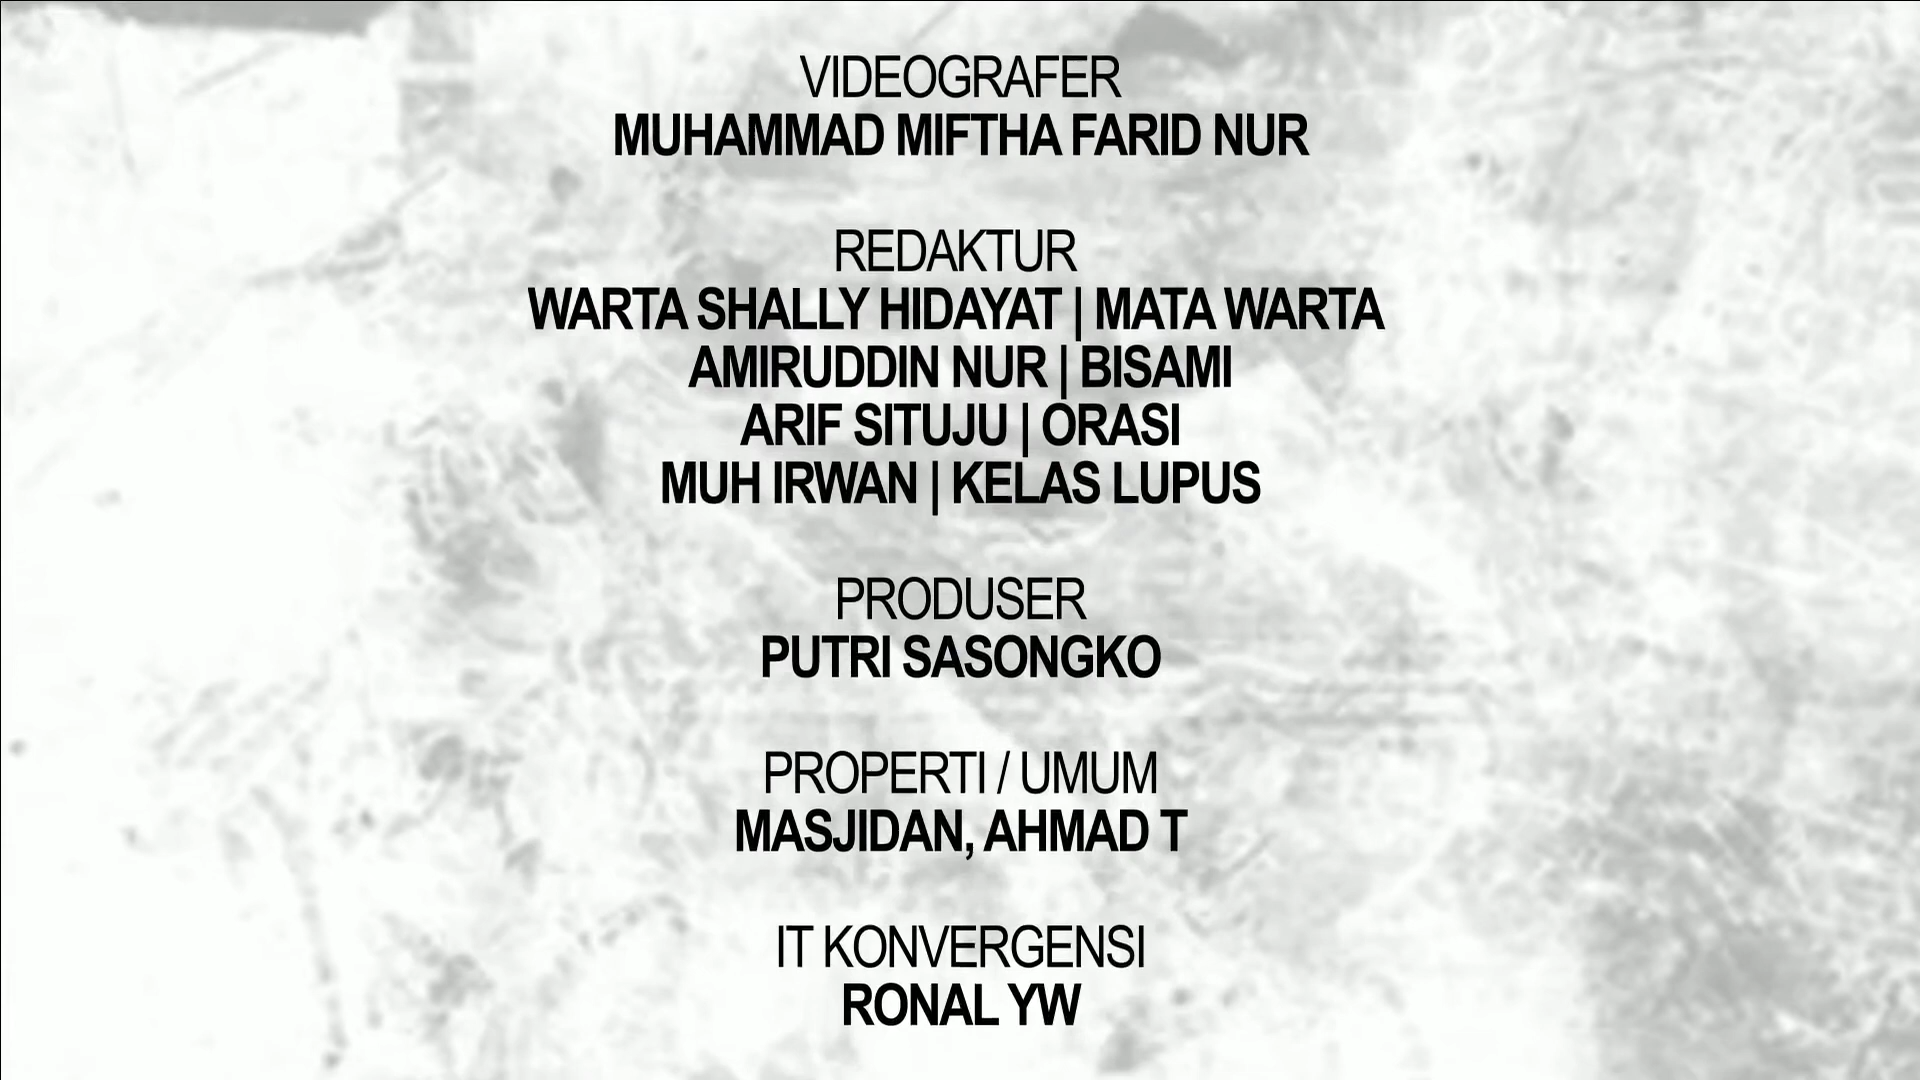 VIDEOGRAFER
MUHAMMAD MIFTHA FARID NUR
REDAKTUR
WARTA SHALLY HIDAYAT | MATA WARTA
AMIRUDDIN NUR | BISAMI
ARIF SITUJU | ORASI
MUH IRWAN | KELAS LUPUS
PRODUSER
PUTRI SASONGKO
PROPERTI / UMUM
MASJIDAN, AHMAD T
IT KONVERGENSI
RONAL YW